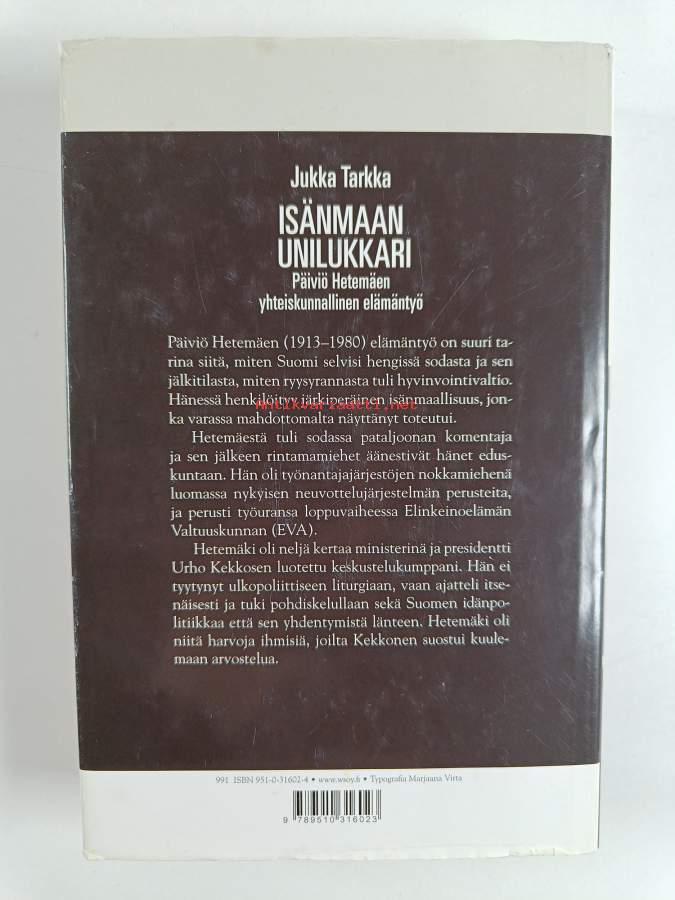 Jukka Tarkka
ISÄNMAAN
UNILUKKARI
Päiviö Hetemäen
yhteiskunnallinen elämäntyö
Päiviö Hetemäen (1913–1980) elämäntyö on suuri ta-
rina siitä, miten Suomi selvisi hengissä sodasta ja sen
jälkitilasta, miten ryysyrannasta tuli hyvinvointivaltio.
Hänessä henkilöityy järkiperäinen isänmaallisuus, jon-
Antikvariaatti.net
ka varassa mahdottomalta näyttänyt toteutui.
Hetemäestä tuli sodassa pataljoonan komentaja
ja sen jälkeen rintamamiehet äänestivät hänet edus-
kuntaan. Hän oli työnantajajärjestöjen nokkamiehenä
luomassa nykyisen neuvottelujärjestelmän perusteita,
ja perusti työuransa loppuvaiheessa Elinkeinoelämän
Valtuuskunnan (EVA).
Hetemäki oli neljä kertaa ministerinä ja presidentti
Urho Kekkosen luotettu keskustelukumppani. Hän ei
tyytynyt ulkopoliittiseen liturgiaan, vaan ajatteli itse-
näisesti ja tuki pohdiskelullaan sekä Suomen idänpo-
litiikkaa että sen yhdentymistä länteen. Hetemäki oli
niitä harvoja ihmisiä, joilta Kekkonen suostui kuule-
maan arvostelua.
991 ISBN 951-0-31602-4 • www.wsoy.fi • Typografia Marjaana Virta
9 789510 316023